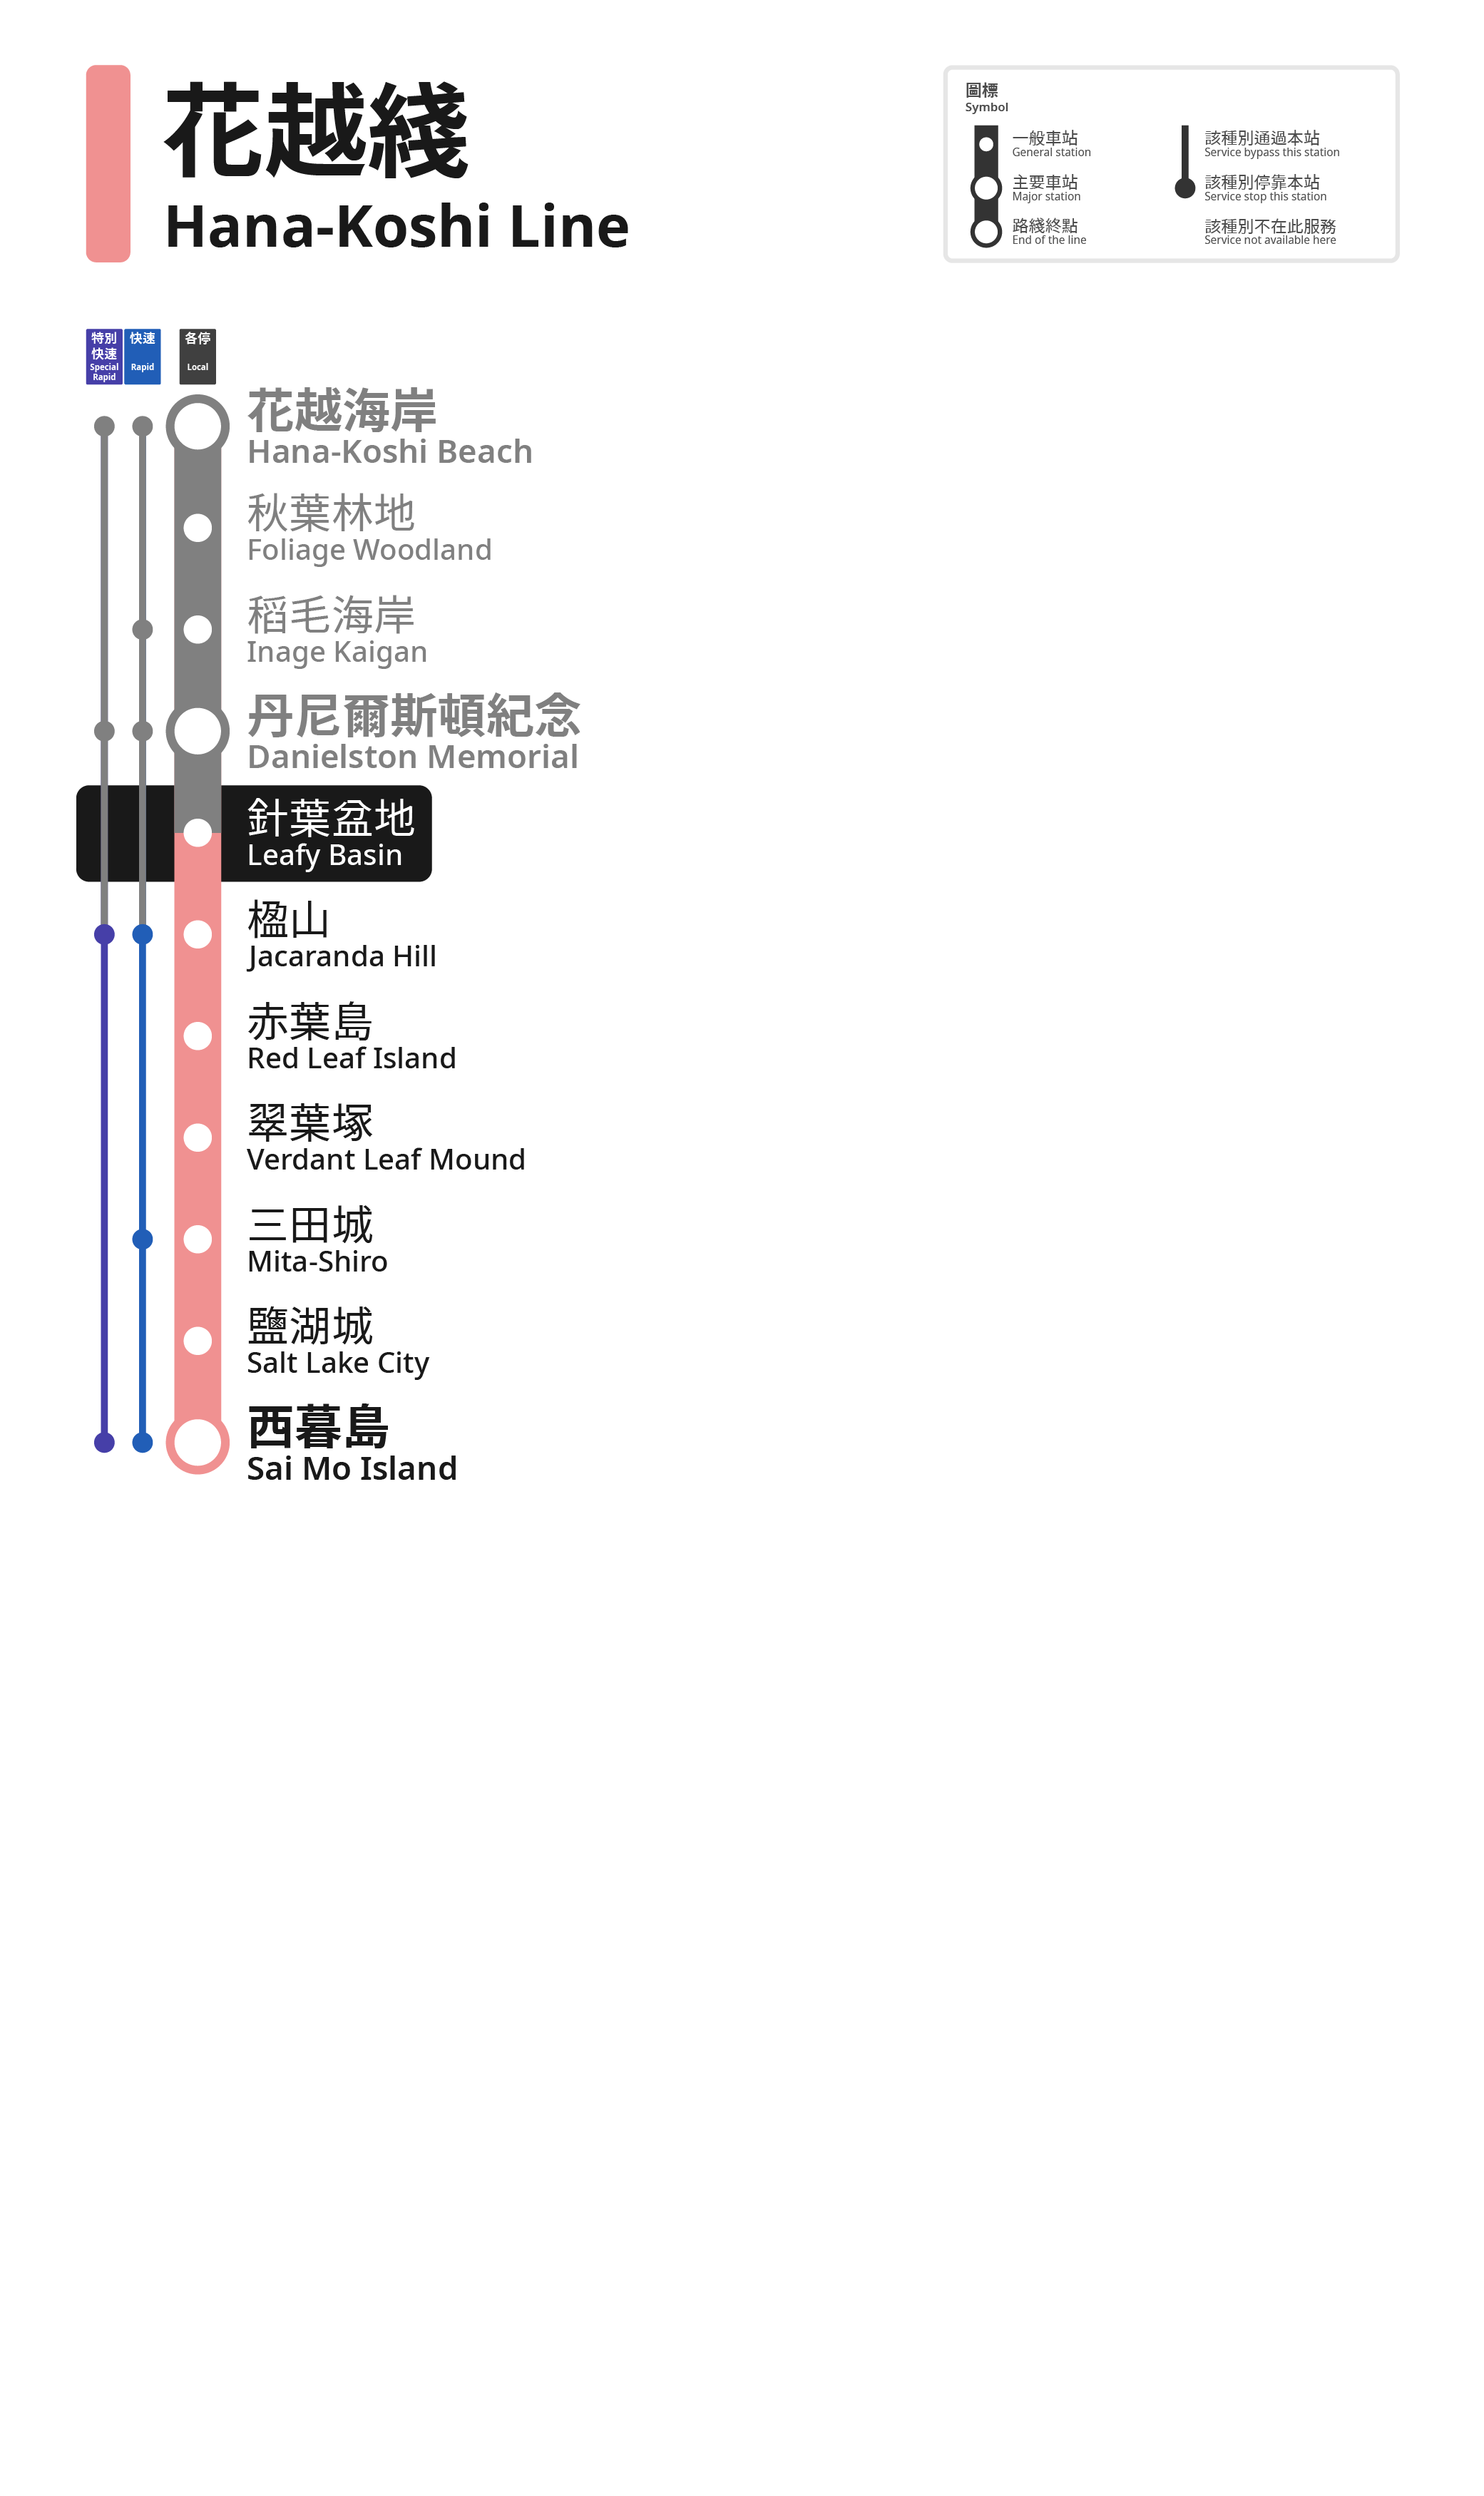 花越綫
Hana-Koshi Line
圖標
Symbol
一般車站
General station
主要車站
Major station
路綫終點
End of the line
該種別通過本站
Service bypass this station
該種別停靠本站
Service stop this station
該種別不在此服務
Service not available here
特別
快速
Special
Rapid
快速
Rapid
各停
Local
花越海岸
Hana-Koshi Beach
秋葉林地
Foliage Woodland
稻毛海岸
Inage Kaigan
丹尼爾斯頓紀念
Danielston Memorial
針葉盆地
Leafy Basin
楹山
Jacaranda Hill
赤葉島
Red Leaf Island
翠葉塚
Verdant Leaf Mound
三田城
Mita-Shiro
鹽湖城
Salt Lake City
西暮島
Sai Mo Island